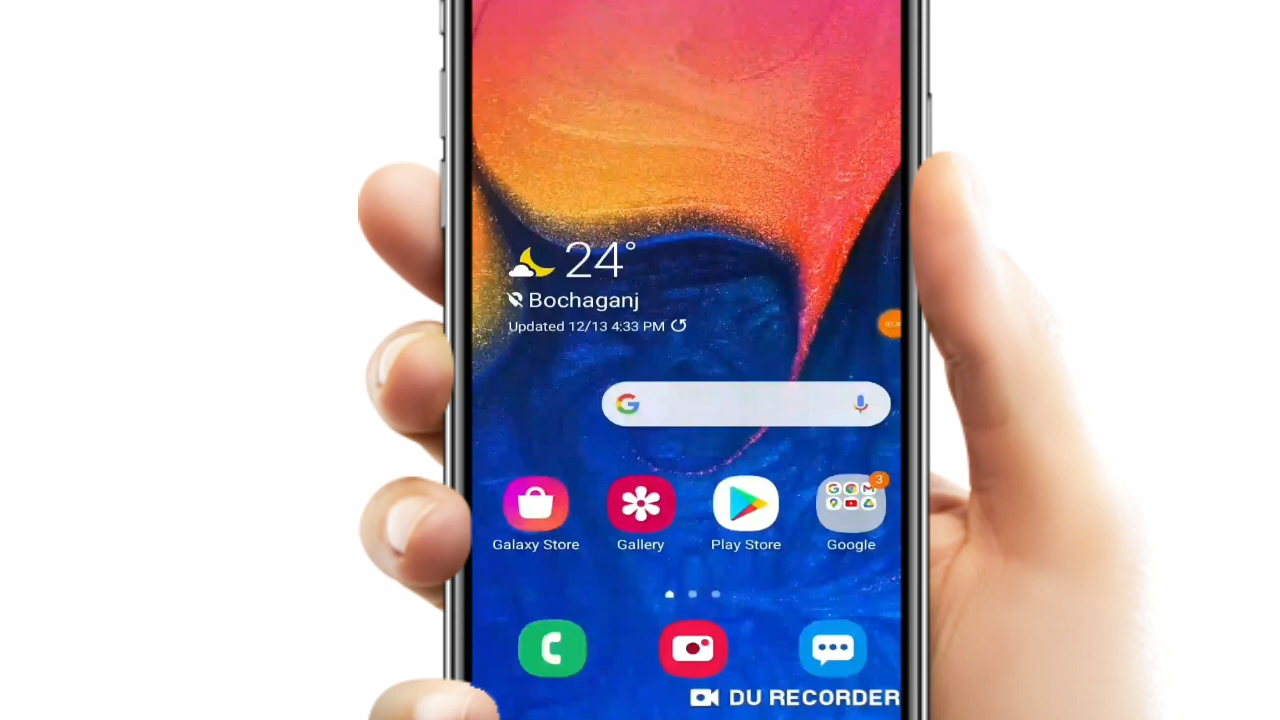 24°
Bochaganj
Updated 12/13 4:33 PM
3
Galaxy Store
Gallery
Play Store
Google
DU RECORDER